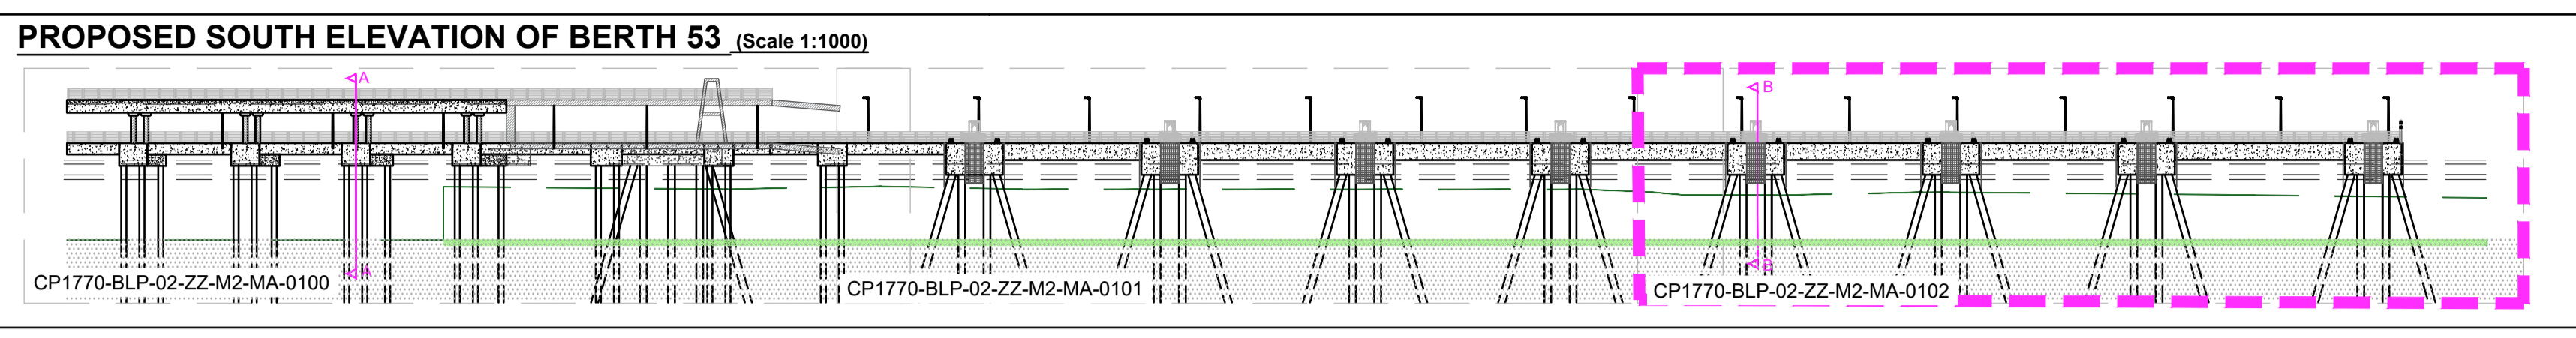 PROPOSED SOUTH ELEVATION OF BERTH 53 (Scale 1:1000)
A
B
A
B
CP1770-BLP-02-ZZ-M2-MA-0100
CP1770-BLP-02-ZZ-M2-MA-0101
CP1770-BLP-02-ZZ-M2-MA-0102